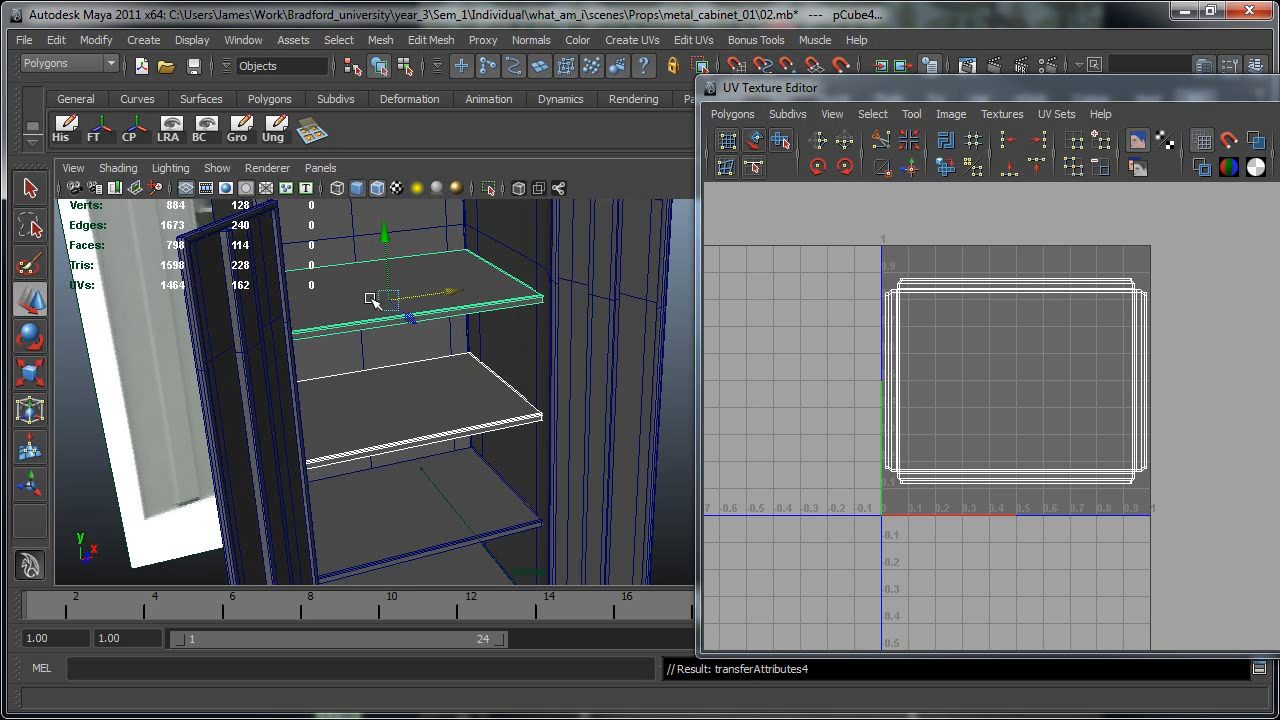 Autodesk Maya 2011 x64: C:\Users\James\Work\Bradford_university\year_3\Sem_1\Individual\what_am_i\scenes\Props\metal_cabinet_01\02.mb* --- pCube4...
File Edit Modify Create Display Window Assets Select Mesh Edit Mesh Proxy Normals Color Create UVs Edit UVs Bonus Tools Muscle Help
Polygons Objects
UV Texture Editor
General Curves Surfaces Polygons Subdivs Deformation Animation Dynamics Rendering Pa
Polygons Subdivs View Select Tool Image Textures UV Sets Help
His FT CP LRA BC Gro Ung
View Shading Lighting Show Renderer Panels
Verts: 884 128 0
Edges: 1673 240 0
Faces: 798 114 0
Tris: 1598 228 0
UVs: 1464 162 0
1
0.9
0.1
7 -0.6 -0.5 -0.4 -0.3 -0.2 -0.1 0 0.1 0.2 0.3 0.4 0.5 0.6 0.7 0.8 0.9 1
-0.1
-0.2
-0.3
-0.4
-0.5
y
x
2 4 6 8 10 12 14 16
1.00 1.00 1 24
MEL // Result: transferAttributes4